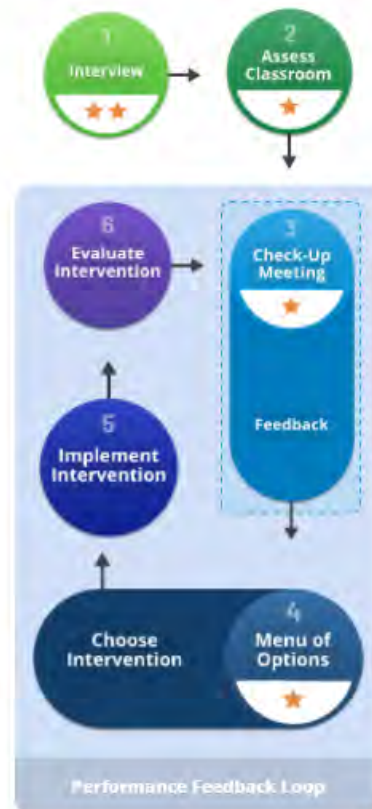 1
Interview
2
Assess
Classroom
3
Check-Up
Meeting
Feedback
4
Menu of
Options
Choose
Intervention
5
Implement
Intervention
6
Evaluate
Intervention
Performance Feedback Loop